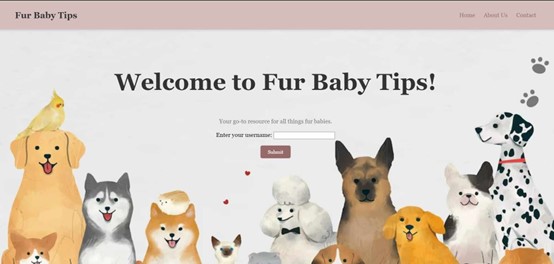 Fur Baby Tips
Home About Us Contact
Welcome to Fur Baby Tips!
Your go-to resource for all things fur babies.
Enter your username:
Submit